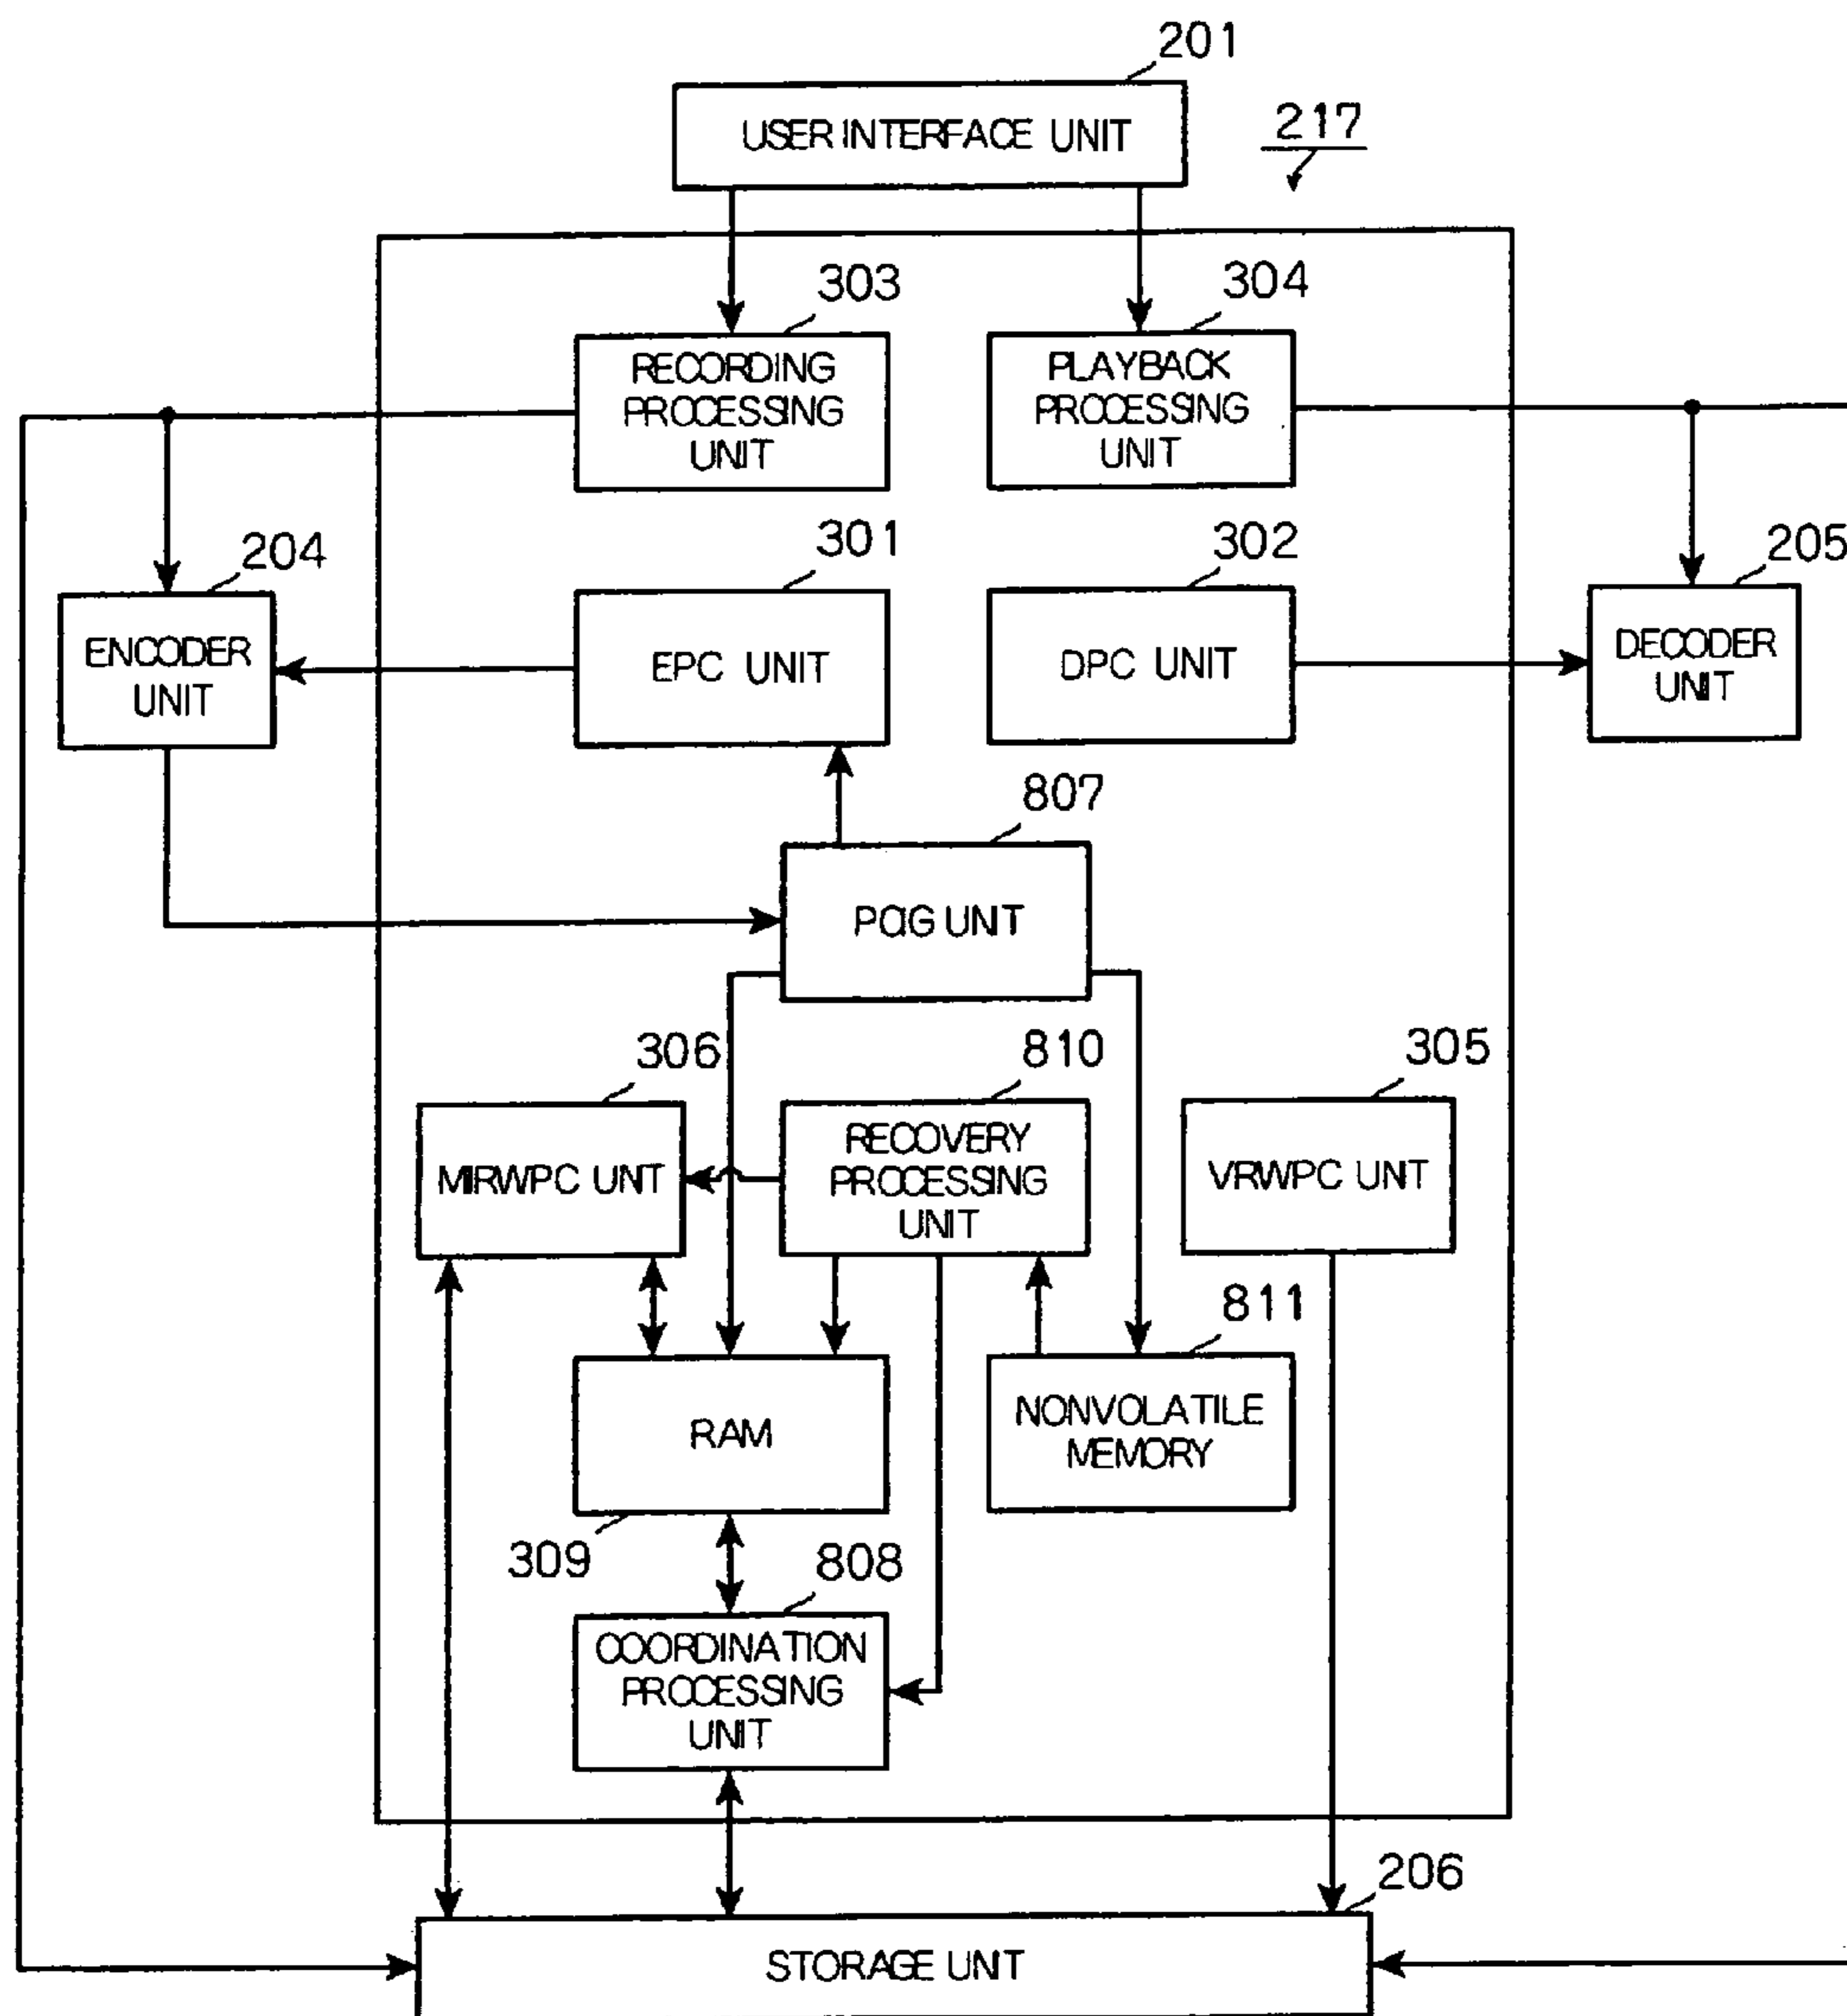 201
USER INTERFACE UNIT
217
303
304
RECORDING
PROCESSING
UNIT
PLAYBACK
PROCESSING
UNIT
204
301
302
205
ENCODER
UNIT
EPC UNIT
DPC UNIT
DECODER
UNIT
807
PCIG UNIT
306
810
305
MIRWPC UNIT
RECOVERY
PROCESSING
UNIT
VRWPC UNIT
811
RAM
NONVOLATILE
MEMORY
309
808
COORDINATION
PROCESSING
UNIT
206
STORAGE UNIT